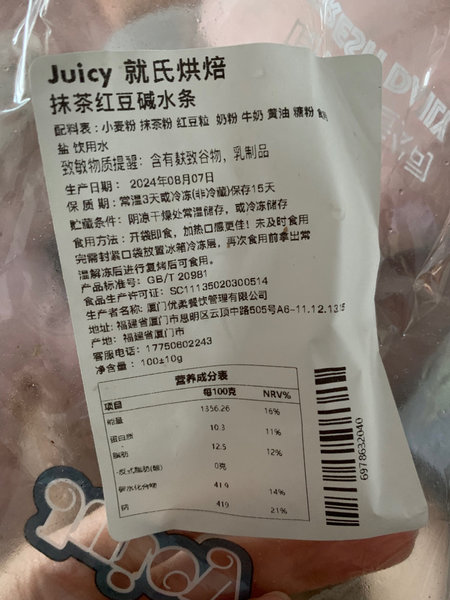 Juicy 就氏烘焙
抹茶红豆碱水条
配料表：小麦粉 抹茶粉 红豆粒 奶粉 牛奶 黄油 糖粉 食用
盐 饮用水
致敏物质提醒：含有麸致谷物，乳制品
生产日期： 2024年08月07日
保 质 期：常温3天或冷冻(非冷藏)保存15天
贮藏条件：阴凉干燥处常温储存，或冷冻储存
食用方法：开袋即食，加热口感更佳！未及时食用
完需封紧口袋放置冰箱冷冻层，再次食用前拿出常
温解冻后进行复烤后可食用。
产品标准号：GB/T 20981
食品生产许可证：SC11135020300514
生产者名称：厦门优柔餐饮管理有限公司
地址：福建省厦门市思明区云顶中路505号A6-11.12.13
产地：福建省厦门市
客服电话：17750602243
净含量：100±10g
营养成分表
项目 每100克 NRV%
能量 1356.26 16%
蛋白质 10.3 11%
脂肪 12.5 12%
-反式脂肪(酸) 0克
碳水化合物 41.9 14%
钠 419 21%
6978632040